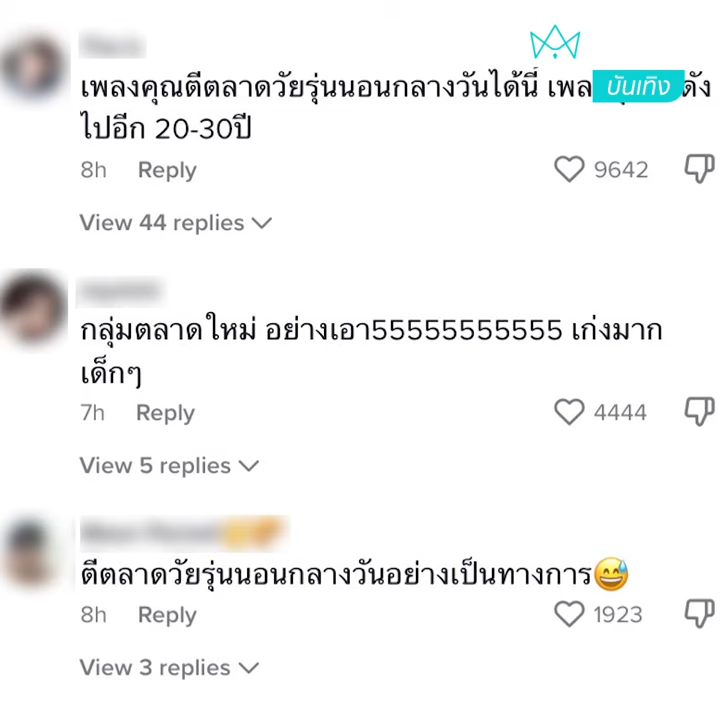 เพลงคุณตีตลาดวัยรุ่นนอนกลางวันได้นี้ เพล
บันเทิง
ดัง
ไปอีก 20-30ปี
8h Reply 9642
View 44 replies
กลุ่มตลาดใหม่ อย่างเอา55555555555 เก่งมาก
เด็กๆ
7h Reply 4444
View 5 replies
ตีตลาดวัยรุ่นนอนกลางวันอย่างเป็นทางการ😅
8h Reply 1923
View 3 replies